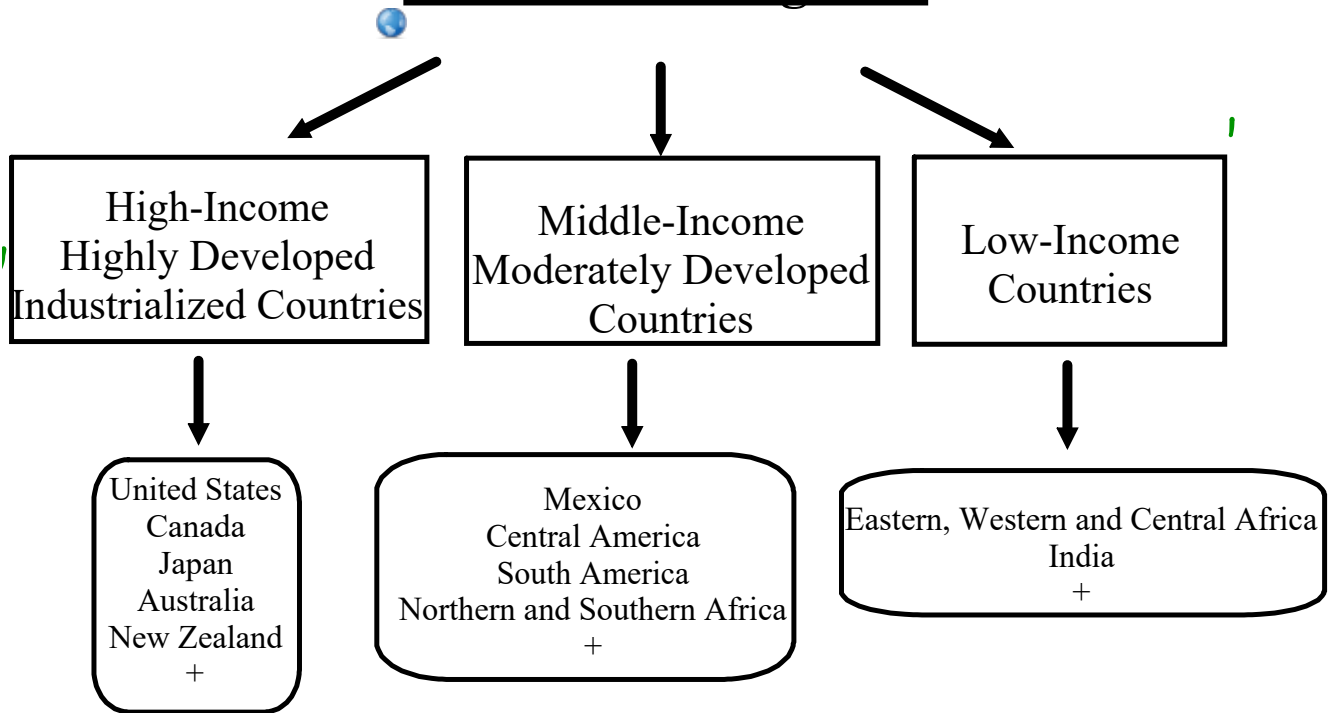 High-Income
Highly Developed
Industrialized Countries
Middle-Income
Moderately Developed
Countries
Low-Income
Countries
United States
Canada
Japan
Australia
New Zealand
+
Mexico
Central America
South America
Northern and Southern Africa
+
Eastern, Western and Central Africa
India
+